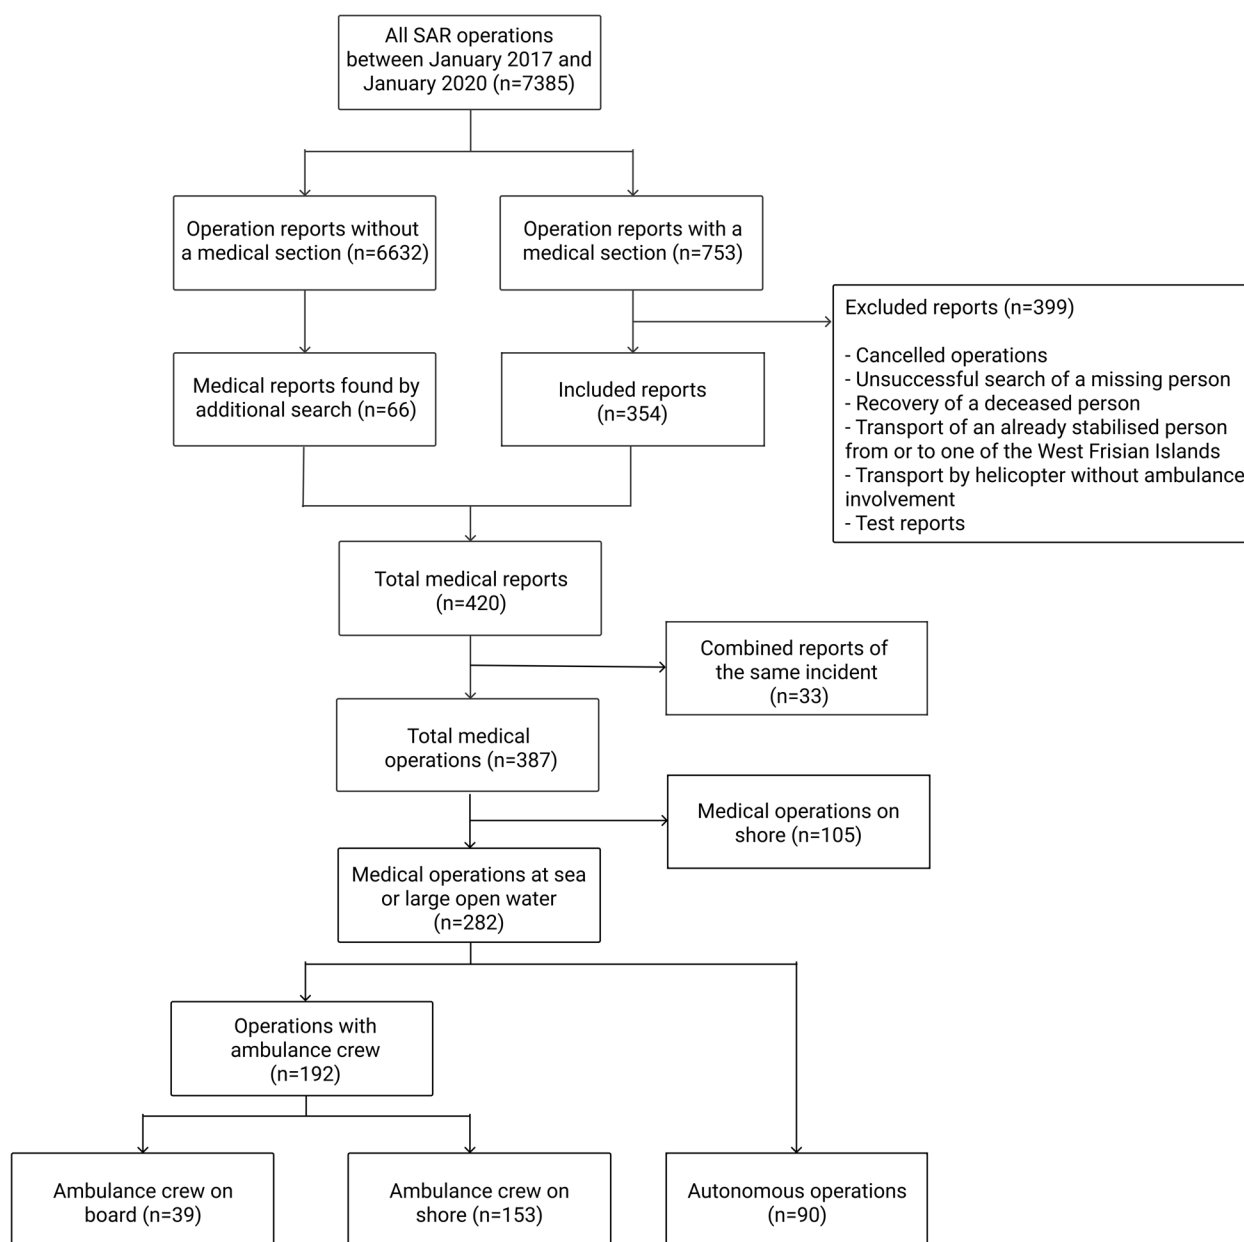 All SAR operations
between January 2017 and
January 2020 (n=7385)
Operation reports without
a medical section (n=6632)
Operation reports with a
medical section (n=753)
Excluded reports (n=399)
- Cancelled operations
- Unsuccessful search of a missing person
- Recovery of a deceased person
- Transport of an already stabilised person
from or to one of the West Frisian Islands
- Transport by helicopter without ambulance
involvement
- Test reports
Medical reports found by
additional search (n=66)
Included reports
(n=354)
Total medical reports
(n=420)
Combined reports of
the same incident
(n=33)
Total medical
operations (n=387)
Medical operations on
shore (n=105)
Medical operations at sea
or large open water
(n=282)
Operations with
ambulance crew
(n=192)
Ambulance crew on
board (n=39)
Ambulance crew on
shore (n=153)
Autonomous operations
(n=90)